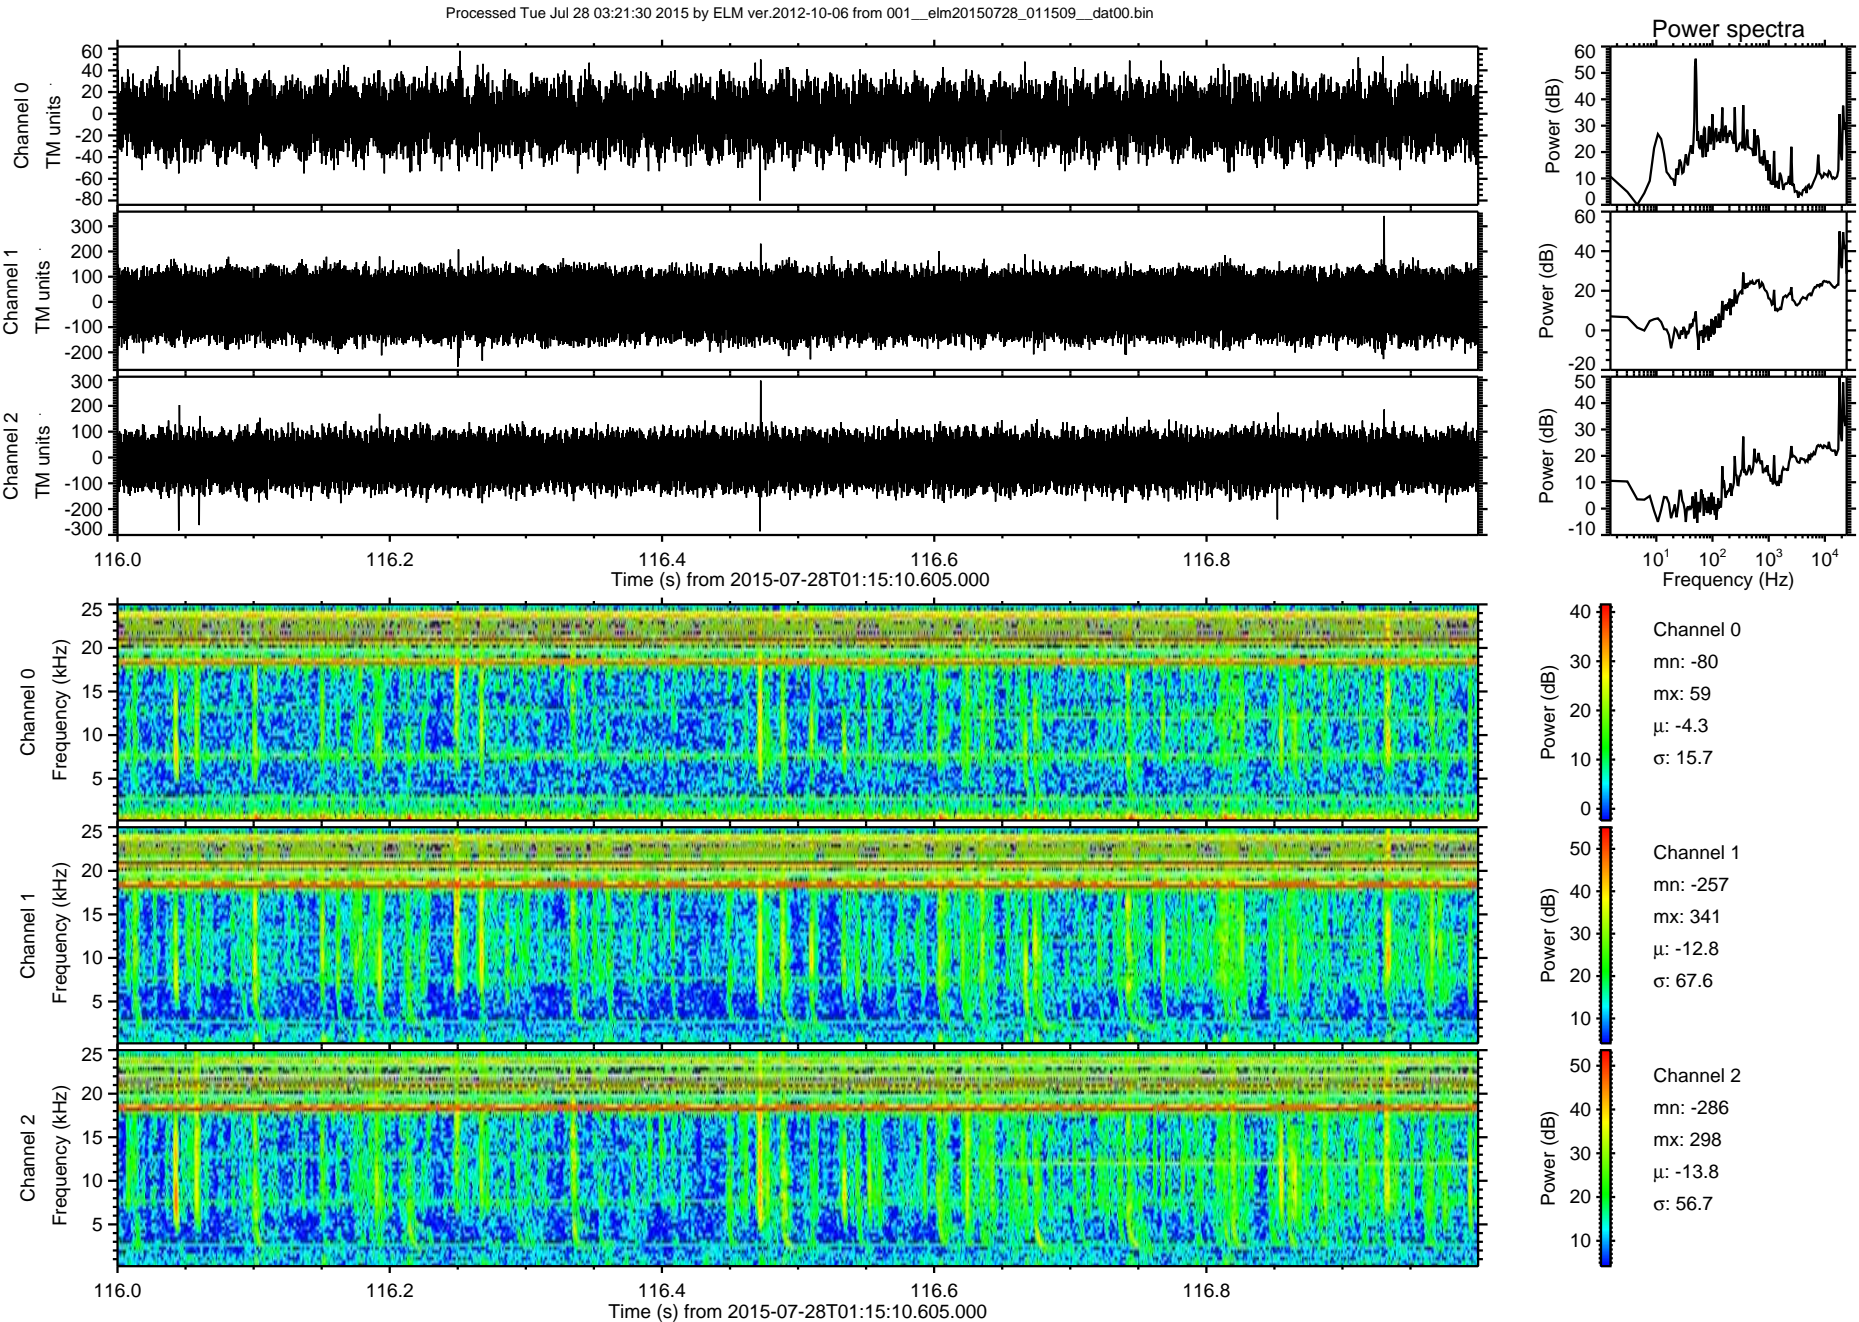 Processed Tue Jul 28 03:21:30 2015 by ELM ver.2012-10-06 from 001__elm20150728_011509__dat00.bin
Power spectra
Channel 0
TM units
60
40
20
0
-20
-40
-60
-80
Power (dB)
60
50
40
30
20
10
0
Channel 1
TM units
300
200
100
0
-100
-200
Power (dB)
60
40
20
0
-20
Channel 2
TM units
300
200
100
0
-100
-200
-300
Power (dB)
50
40
30
20
10
0
-10
116.0 116.2 116.4 116.6 116.8
Time (s) from 2015-07-28T01:15:10.605.000
10¹ 10² 10³ 10⁴
Frequency (Hz)
Channel 0
Frequency (kHz)
25
20
15
10
5
Power (dB)
40
30
20
10
0
Channel 0
mn: -80
mx: 59
μ: -4.3
σ: 15.7
Channel 1
Frequency (kHz)
25
20
15
10
5
Power (dB)
50
40
30
20
10
Channel 1
mn: -257
mx: 341
μ: -12.8
σ: 67.6
Channel 2
Frequency (kHz)
25
20
15
10
5
Power (dB)
50
40
30
20
10
Channel 2
mn: -286
mx: 298
μ: -13.8
σ: 56.7
116.0 116.2 116.4 116.6 116.8
Time (s) from 2015-07-28T01:15:10.605.000